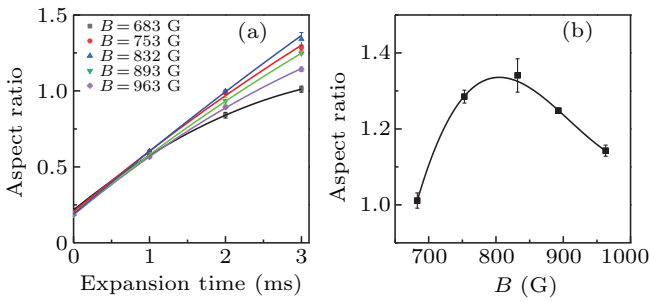 (a)
B=683 G
B=753 G
B=832 G
B=893 G
B=963 G
1.5
1.0
0.5
0
0 1 2 3
Aspect ratio
Expansion time (ms)
(b)
1.4
1.2
1.0
700 800 900 1000
Aspect ratio
B (G)